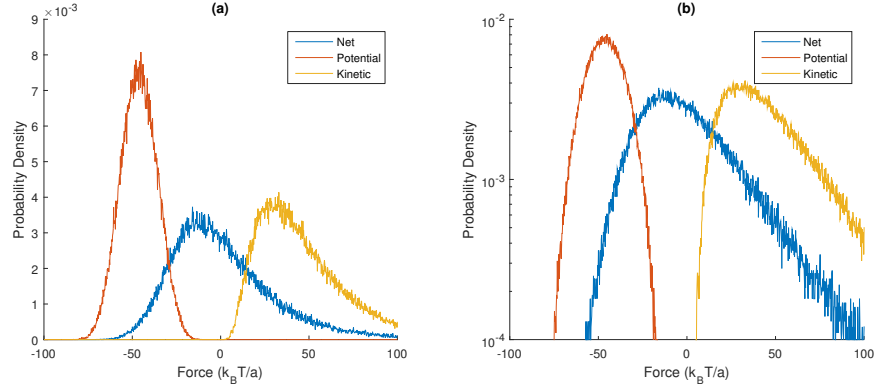 (a)
9 ×10⁻³
8
7
6
5
4
3
2
1
0
-100
-50
0
50
100
Probability Density
Force (k_BT/a)
Net
Potential
Kinetic
(b)
10⁻²
10⁻³
10⁻⁴
-100
-50
0
50
100
Probability Density
Force (k_BT/a)
Net
Potential
Kinetic